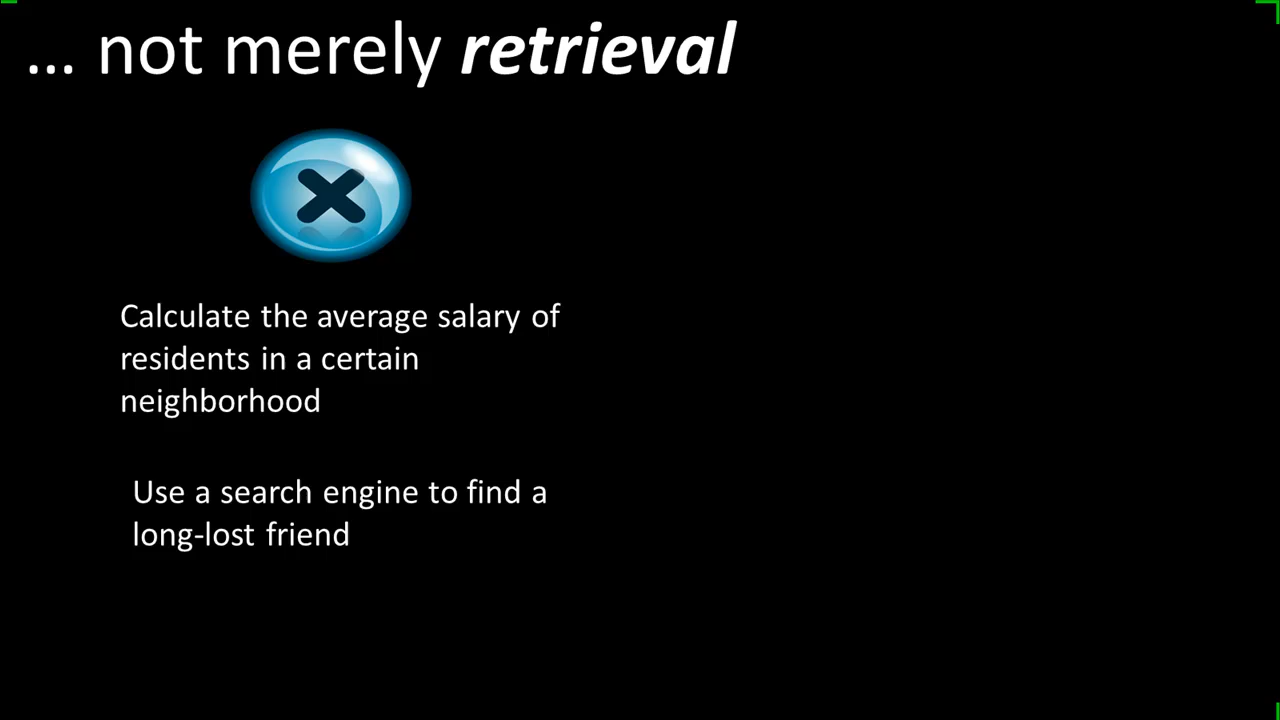 ... not merely retrieval
Calculate the average salary of
residents in a certain
neighborhood
Use a search engine to find a
long-lost friend